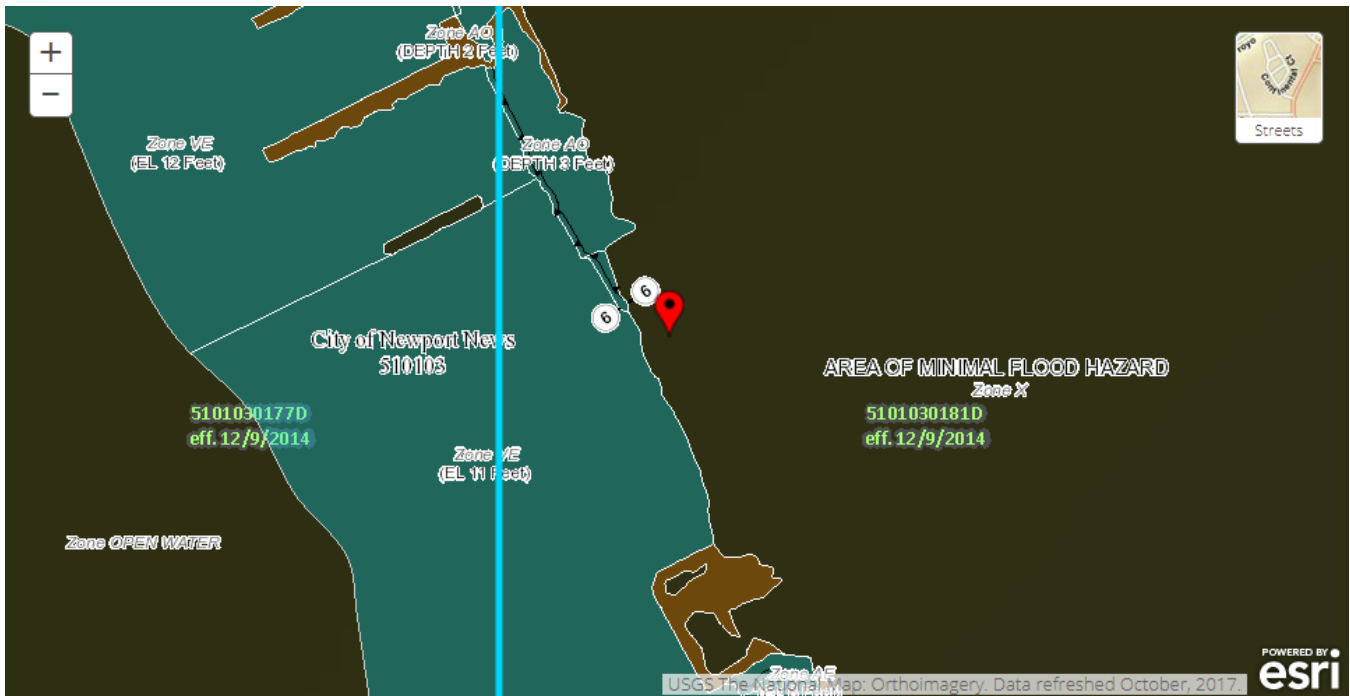 +
−
Zone AO
(DEPTH 2 Feet)
royo
Continental Ct
Streets
Zone VE
(EL 12 Feet)
Zone AO
(DEPTH 3 Feet)
6
6
City of Newport News
510103
AREA OF MINIMAL FLOOD HAZARD
Zone X
5101030177D
eff. 12/9/2014
5101030181D
eff. 12/9/2014
Zone VE
(EL 11 Feet)
Zone OPEN WATER
Zone AE
USGS The National Map: Orthoimagery. Data refreshed October, 2017.
POWERED BY
esri